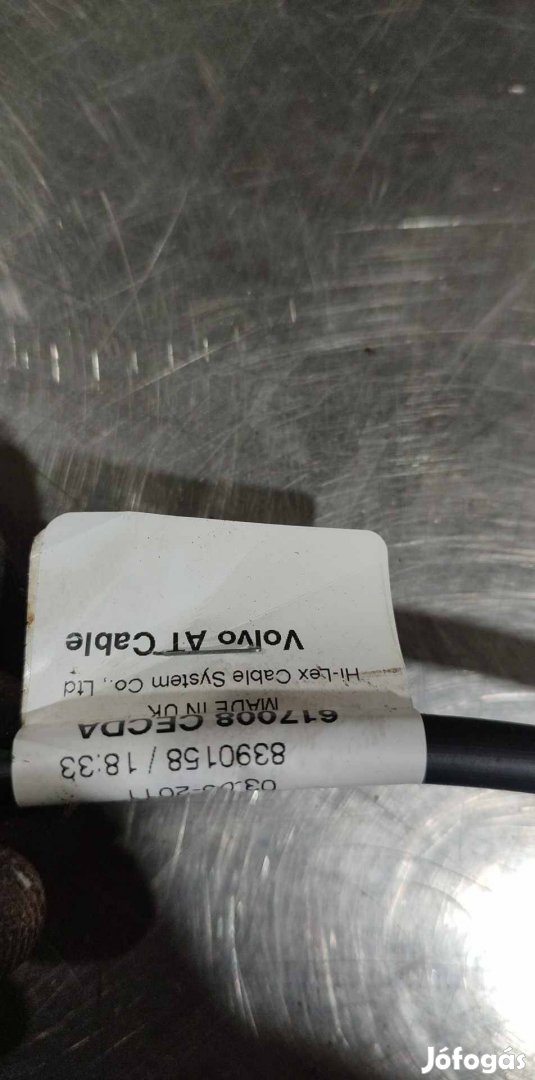 Volvo AT Cable
Hi-Lex Cable System Co., Ltd
MADE IN UK
617008 CECDA
8390158 / 18:33
Jófogás